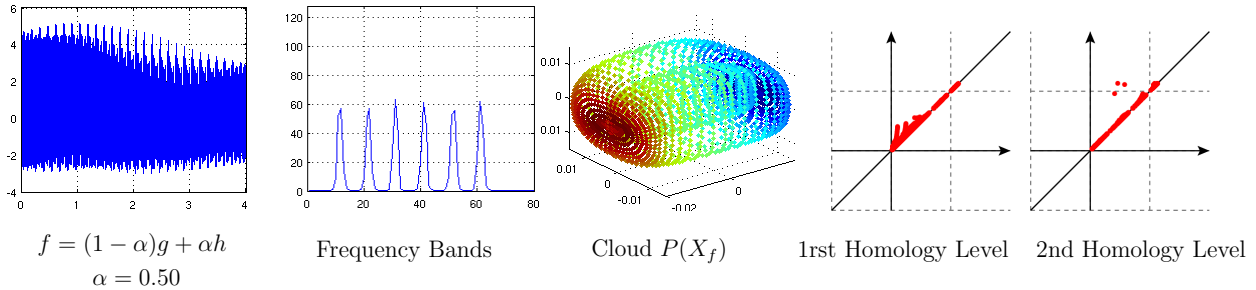 6
4
2
0
-2
-4
0 1 2 3 4
120
100
80
60
40
20
0
0 20 40 60 80
0.01
0
0.01
0.01
0
-0.01
-0.02
0
f = (1 − α)g + αh
α = 0.50
Frequency Bands
Cloud P(X_f)
1rst Homology Level
2nd Homology Level